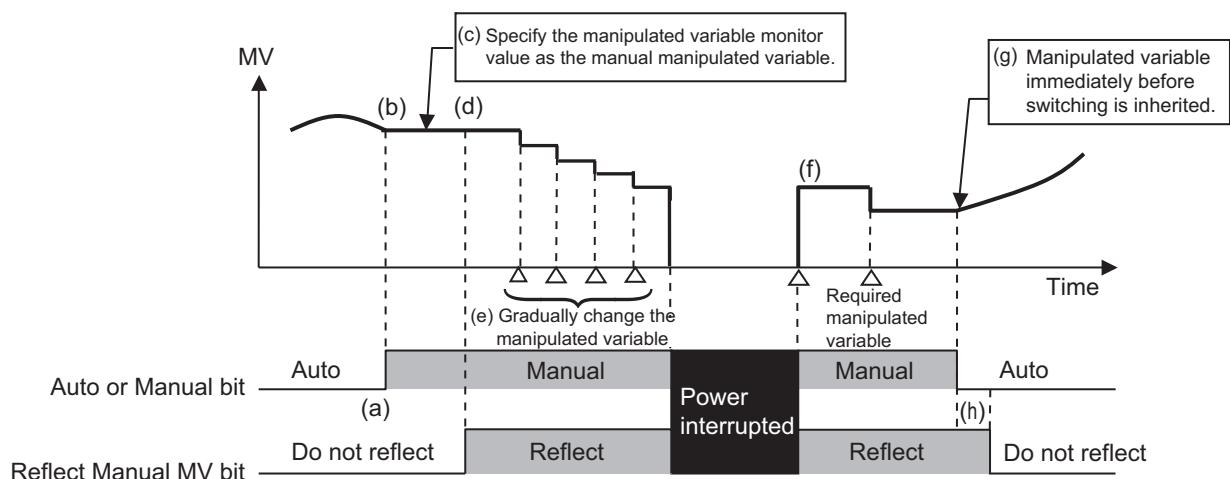 (c) Specify the manipulated variable monitor
value as the manual manipulated variable.
(g) Manipulated variable
immediately before
switching is inherited.
MV
(b)
(d)
(f)
Time
(e) Gradually change the
manipulated variable
Required
manipulated
variable
Auto or Manual bit
Auto
(a)
Manual
Power
interrupted
Manual
Auto
(h)
Reflect Manual MV bit
Do not reflect
Reflect
Reflect
Do not reflect